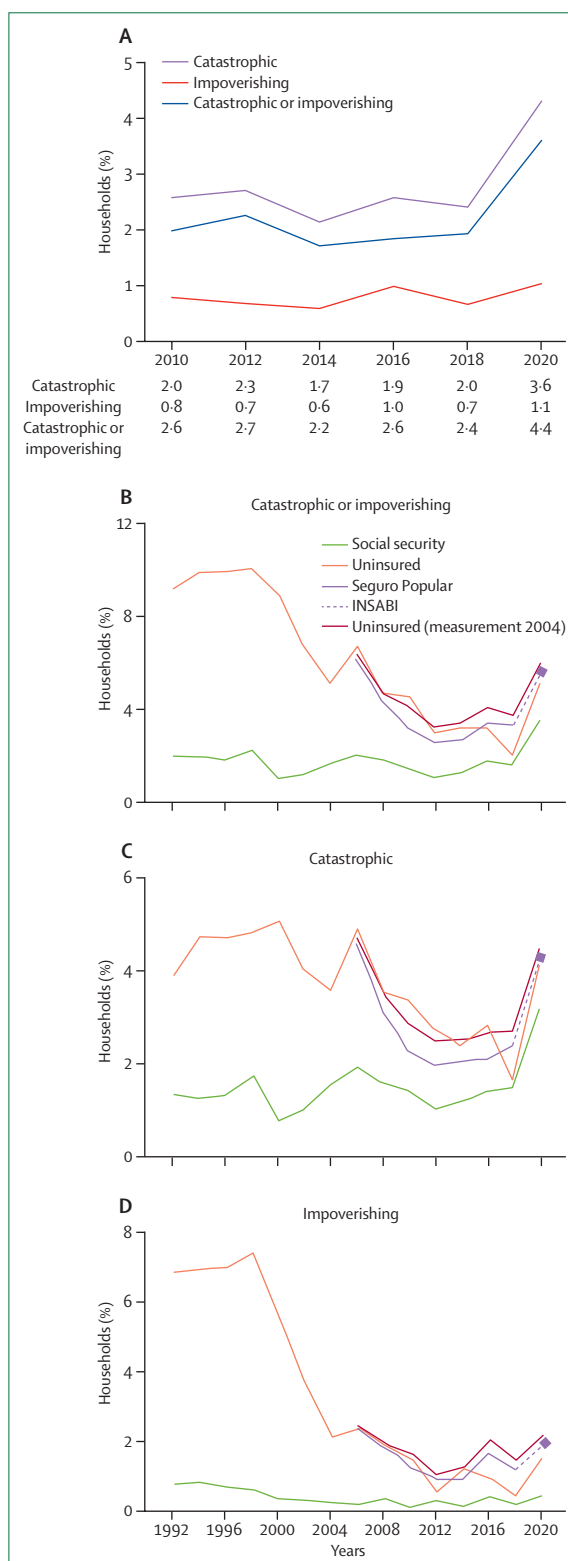 A
Catastrophic
Impoverishing
Catastrophic or impoverishing
Households (%)
5
4
3
2
1
0
2010 2012 2014 2016 2018 2020
Catastrophic 2·0 2·3 1·7 1·9 2·0 3·6
Impoverishing 0·8 0·7 0·6 1·0 0·7 1·1
Catastrophic or impoverishing 2·6 2·7 2·2 2·6 2·4 4·4
B
Catastrophic or impoverishing
Social security
Uninsured
Seguro Popular
INSABI
Uninsured (measurement 2004)
Households (%)
12
8
4
0
C
Catastrophic
Households (%)
6
4
2
0
D
Impoverishing
Households (%)
8
6
4
2
0
1992 1996 2000 2004 2008 2012 2016 2020
Years